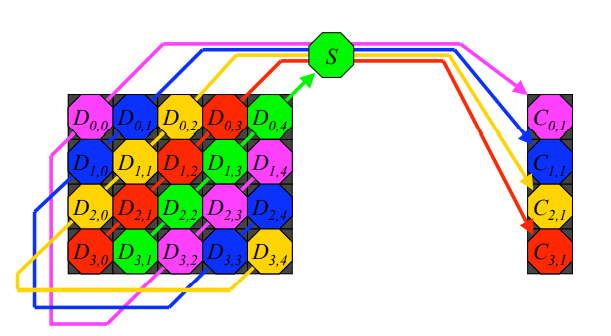 S
D0,0 D0,1 D0,2 D0,3 D0,4 C0,1
D1,0 D1,1 D1,2 D1,3 D1,4 C1,1
D2,0 D2,1 D2,2 D2,3 D2,4 C2,1
D3,0 D3,1 D3,2 D3,3 D3,4 C3,1